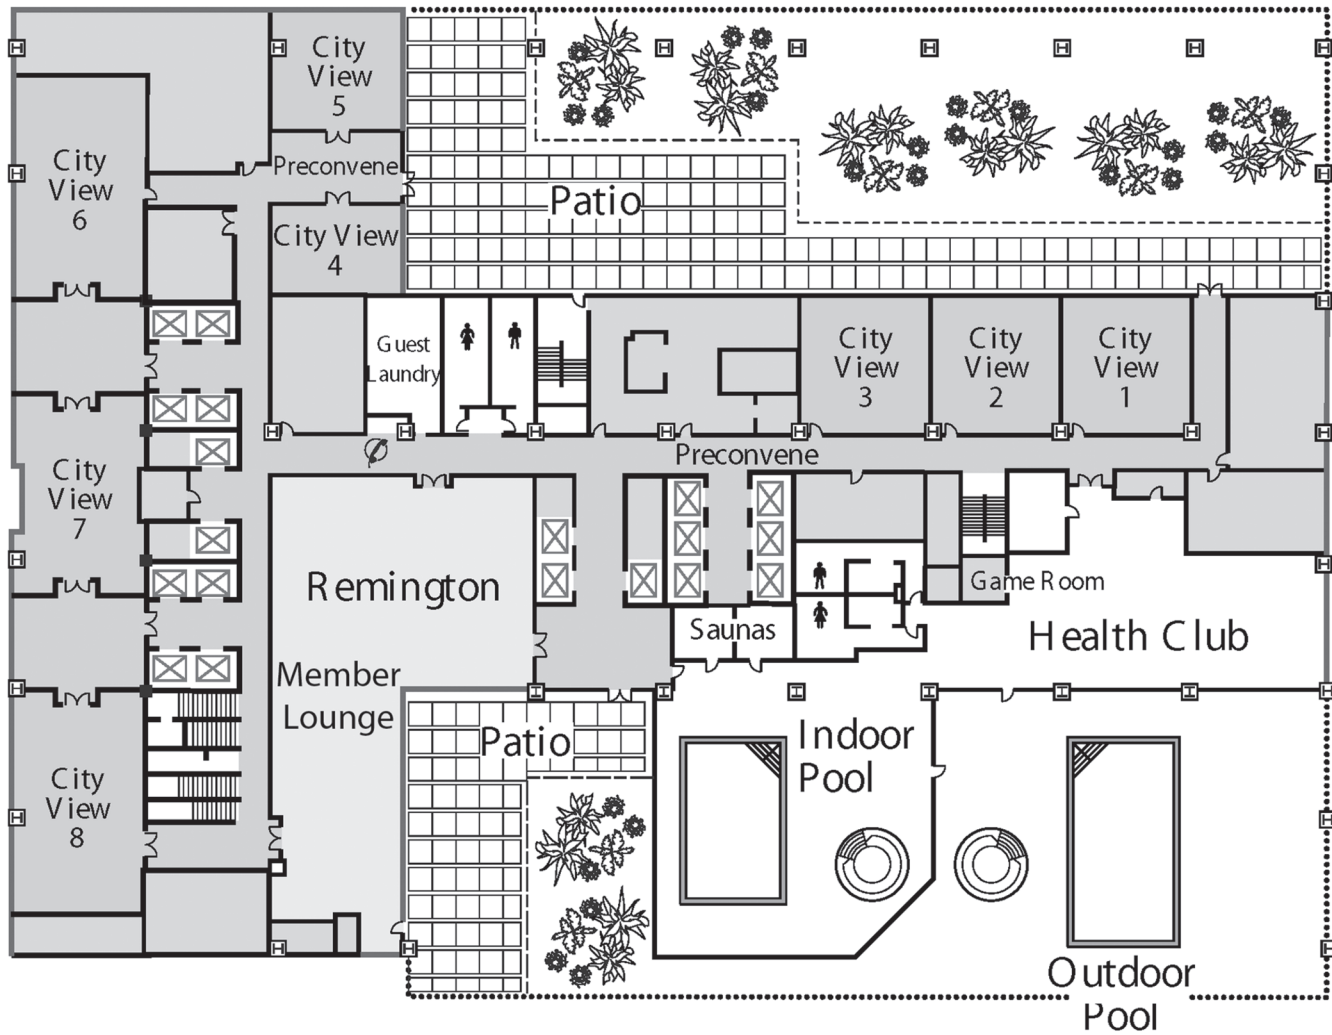 City
View
5
Preconvene
City
View
6
City View
4
Patio
Guest
Laundry
City
View
3
City
View
2
City
View
1
Preconvene
City
View
7
Remington
Member
Lounge
Saunas
Game Room
Health Club
City
View
8
Patio
Indoor
Pool
Outdoor
Pool